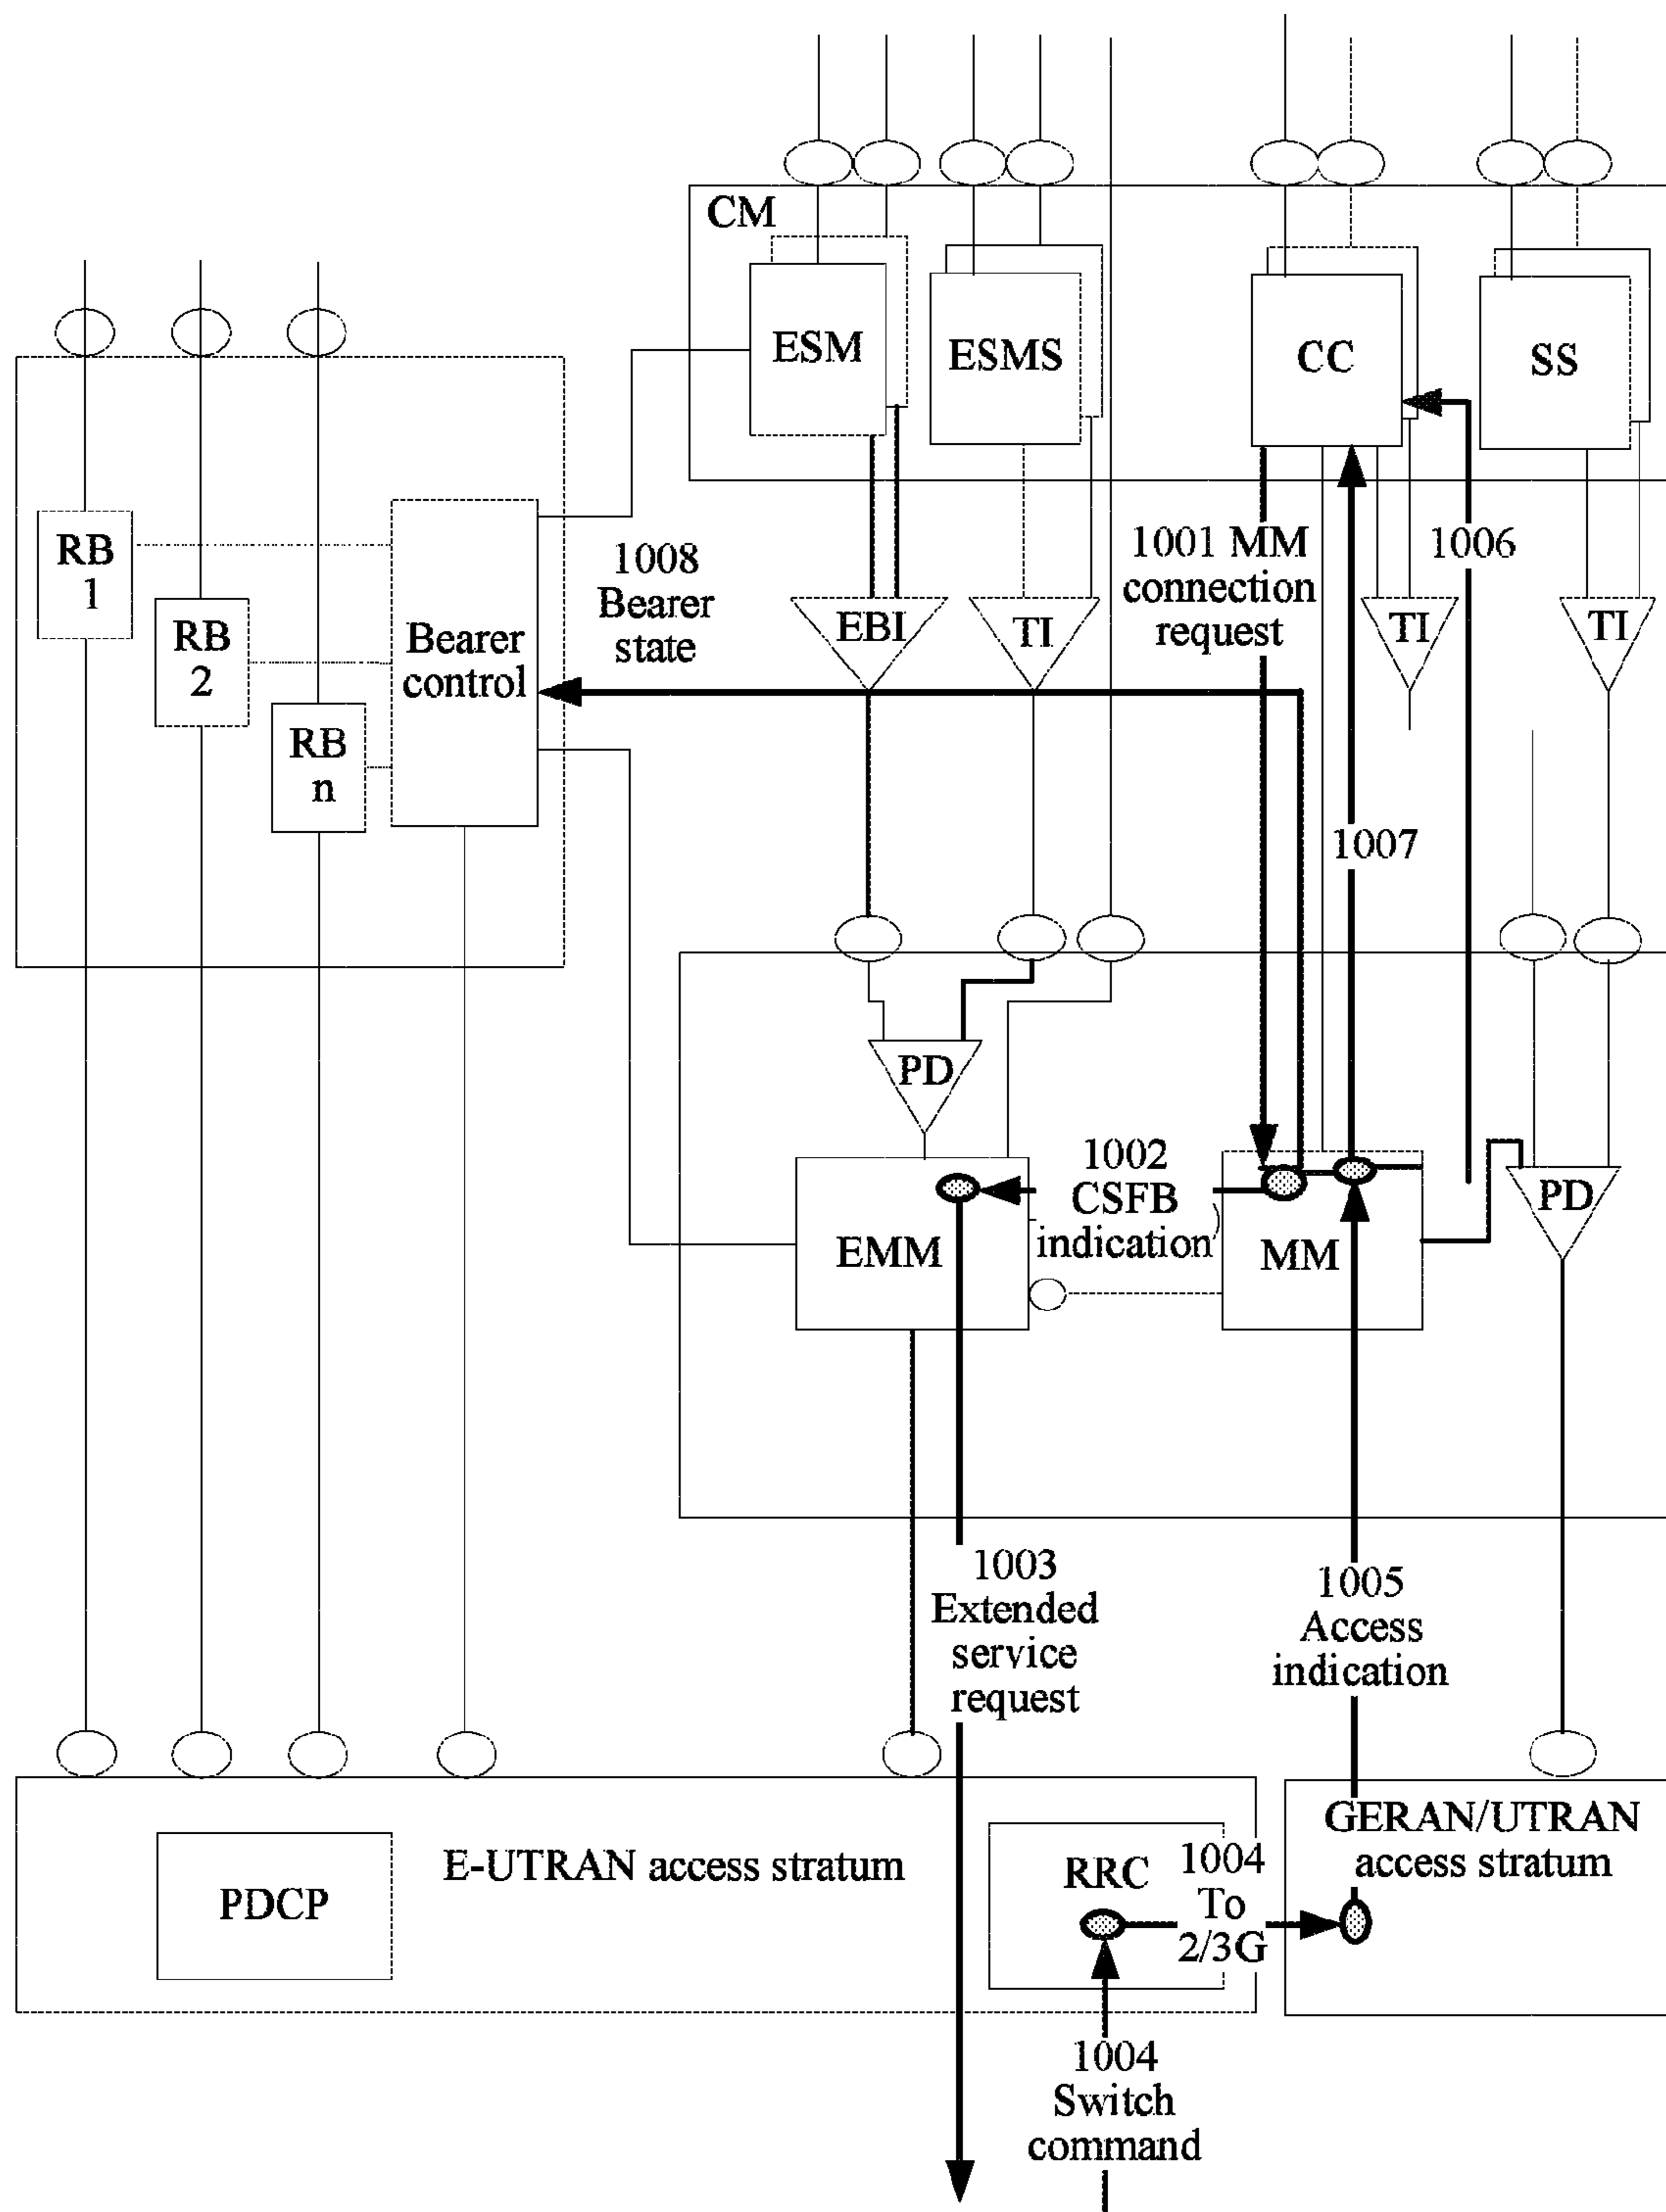 CM
ESM
ESMS
CC
SS
RB
1
RB
2
RB
n
Bearer
control
1008
Bearer
state
EBI
TI
1001 MM
connection
request
1006
TI
TI
1007
PD
1002
CSFB
indication
EMM
MM
PD
1003
Extended
service
request
1005
Access
indication
PDCP
E-UTRAN access stratum
RRC
1004
To
2/3G
GERAN/UTRAN
access stratum
1004
Switch
command